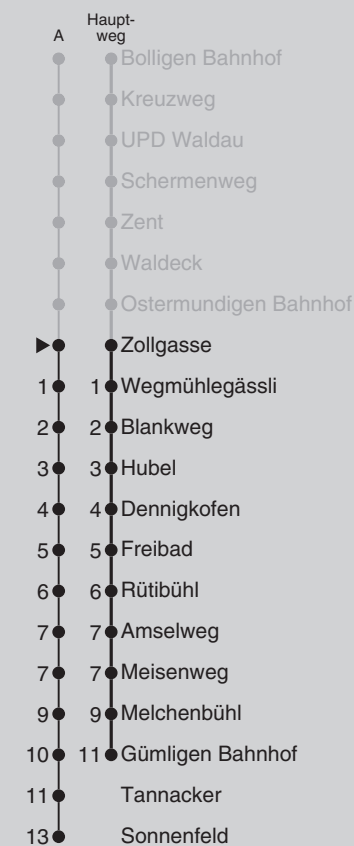 A Haupt-
weg
Bolligen Bahnhof
Kreuzweg
UPD Waldau
Schermenweg
Zent
Waldeck
Ostermundigen Bahnhof
Zollgasse
1 1 Wegmühlegässli
2 2 Blankweg
3 3 Hubel
4 4 Dennigkofen
5 5 Freibad
6 6 Rütibühl
7 7 Amselweg
7 7 Meisenweg
9 9 Melchenbühl
10 11 Gümligen Bahnhof
11 Tannacker
13 Sonnenfeld